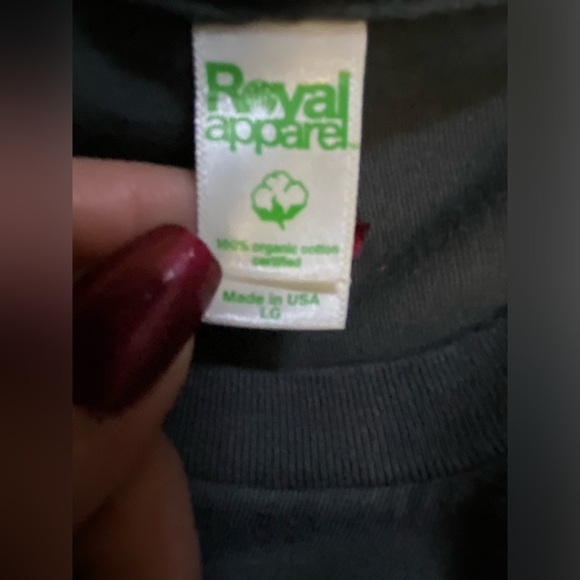 Royal
apparel
100% organic cotton
certified
Made in USA
LG